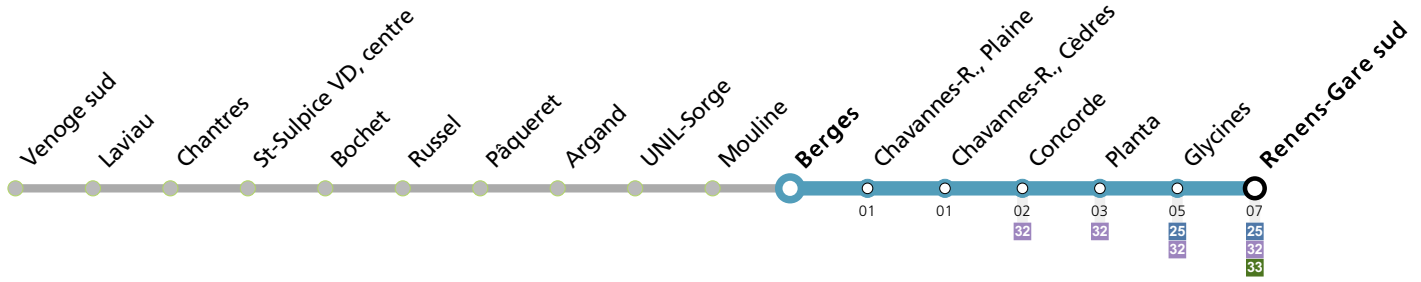 Venoge sud
Laviau
Chantres
St-Sulpice VD, centre
Bochet
Russel
Pâqueret
Argand
UNIL-Sorge
Mouline
Berges
Chavannes-R., Plaine
Chavannes-R., Cèdres
Concorde
Planta
Glycines
Renens-Gare sud
01 01 02 03 05 07
32 32 25 25
32 32
33